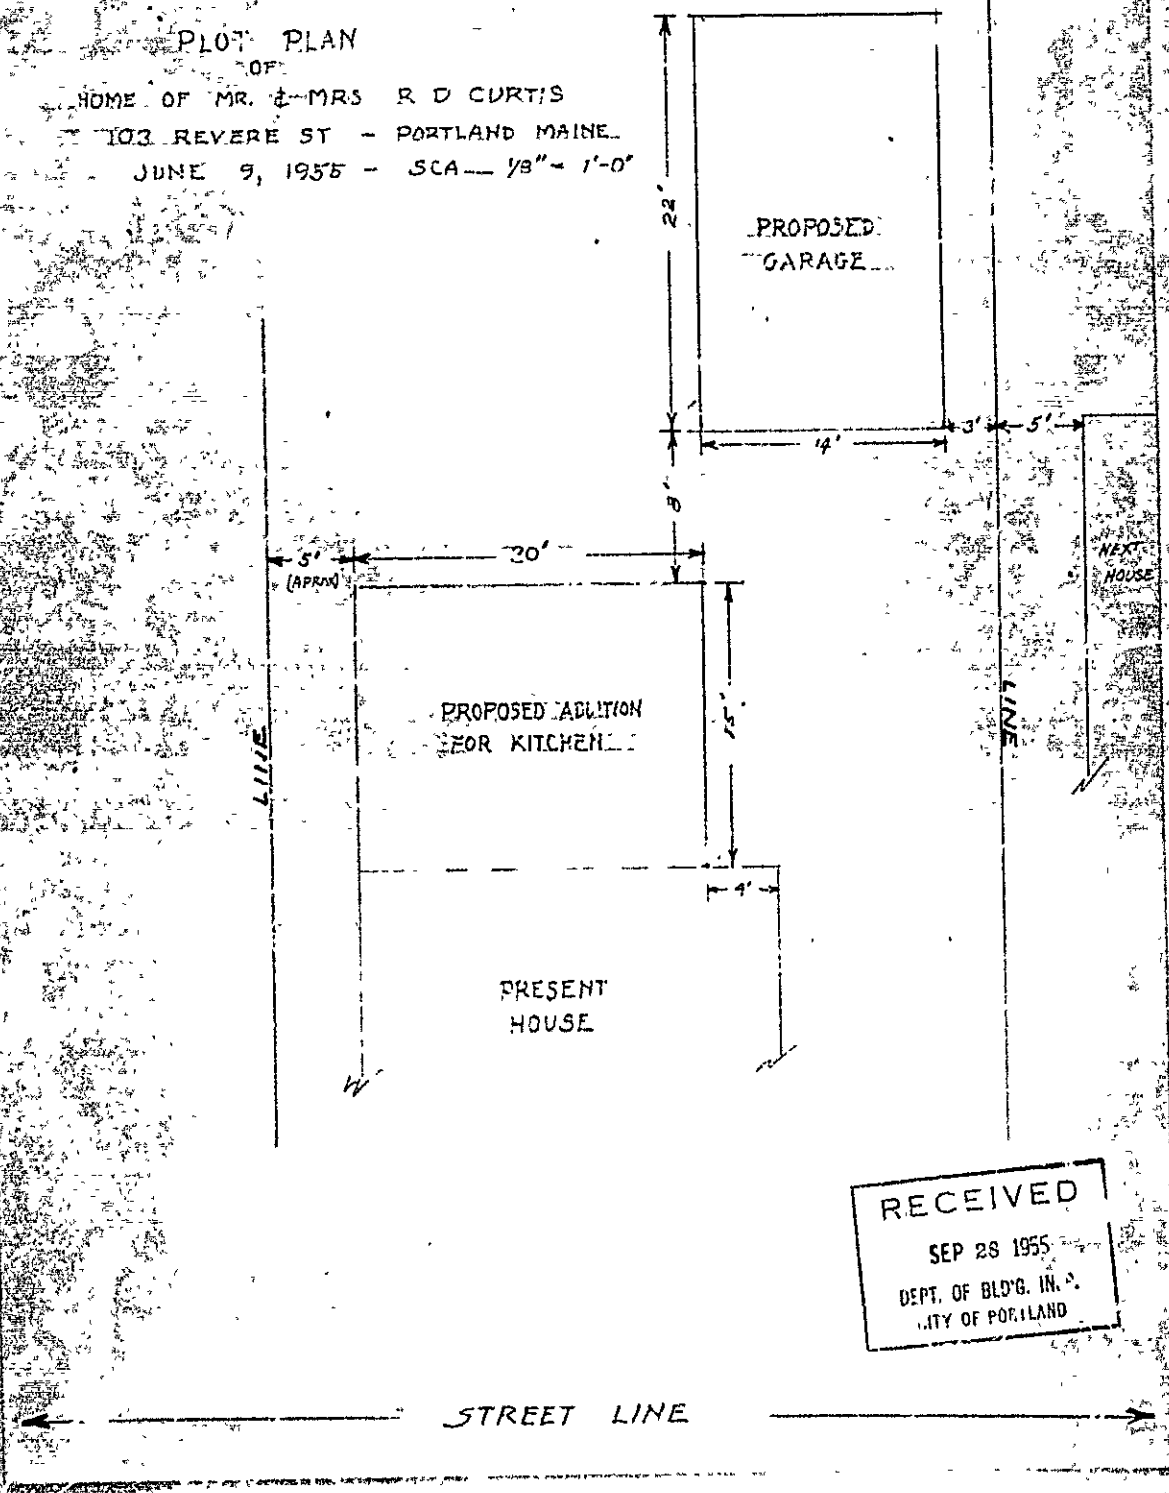 PLOT PLAN
OF
HOME OF MR. & MRS R D CURTIS
103 REVERE ST - PORTLAND MAINE
JUNE 9, 1955 - SCA 1/8" = 1'-0"
22'
PROPOSED
GARAGE
14'
3'
5'
8'
NEXT
HOUSE
5'
20'
PROPOSED ADDITION
FOR KITCHEN
15'
LINE
LINE
4'
PRESENT
HOUSE
RECEIVED
SEP 28 1955
DEPT. OF BLD'G. IN
CITY OF PORTLAND
STREET LINE